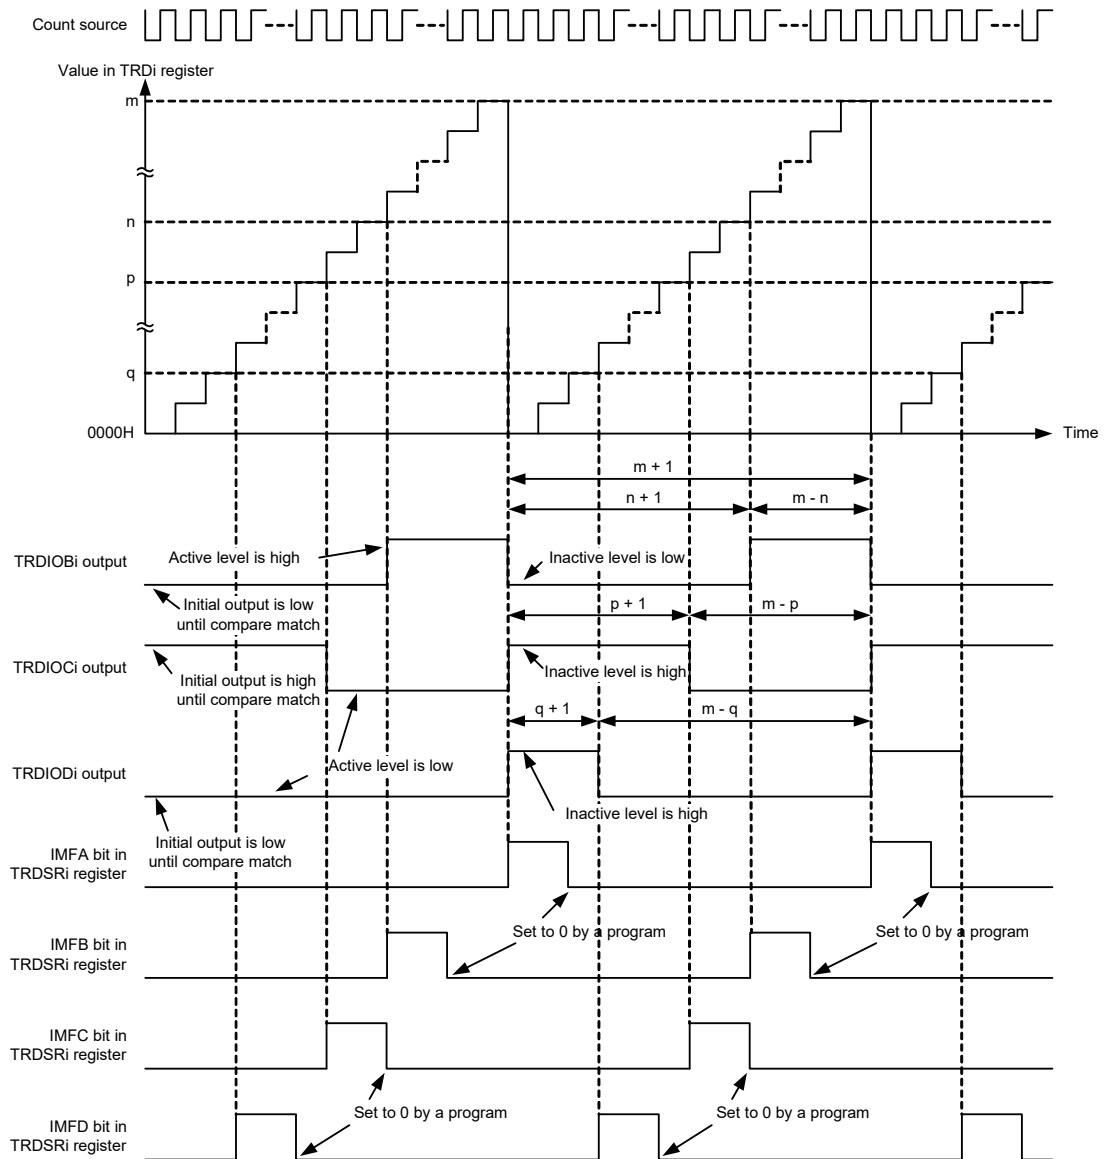 Count source
Value in TRDi register
m
n
p
q
0000H
Time
m + 1
n + 1
m - n
TRDIOBi output
Active level is high
Inactive level is low
Initial output is low
until compare match
p + 1
m - p
TRDIOCi output
Initial output is high
until compare match
Inactive level is high
q + 1
m - q
TRDIODi output
Active level is low
Inactive level is high
Initial output is low
until compare match
IMFA bit in
TRDSRi register
Set to 0 by a program
Set to 0 by a program
IMFB bit in
TRDSRi register
IMFC bit in
TRDSRi register
Set to 0 by a program
Set to 0 by a program
IMFD bit in
TRDSRi register